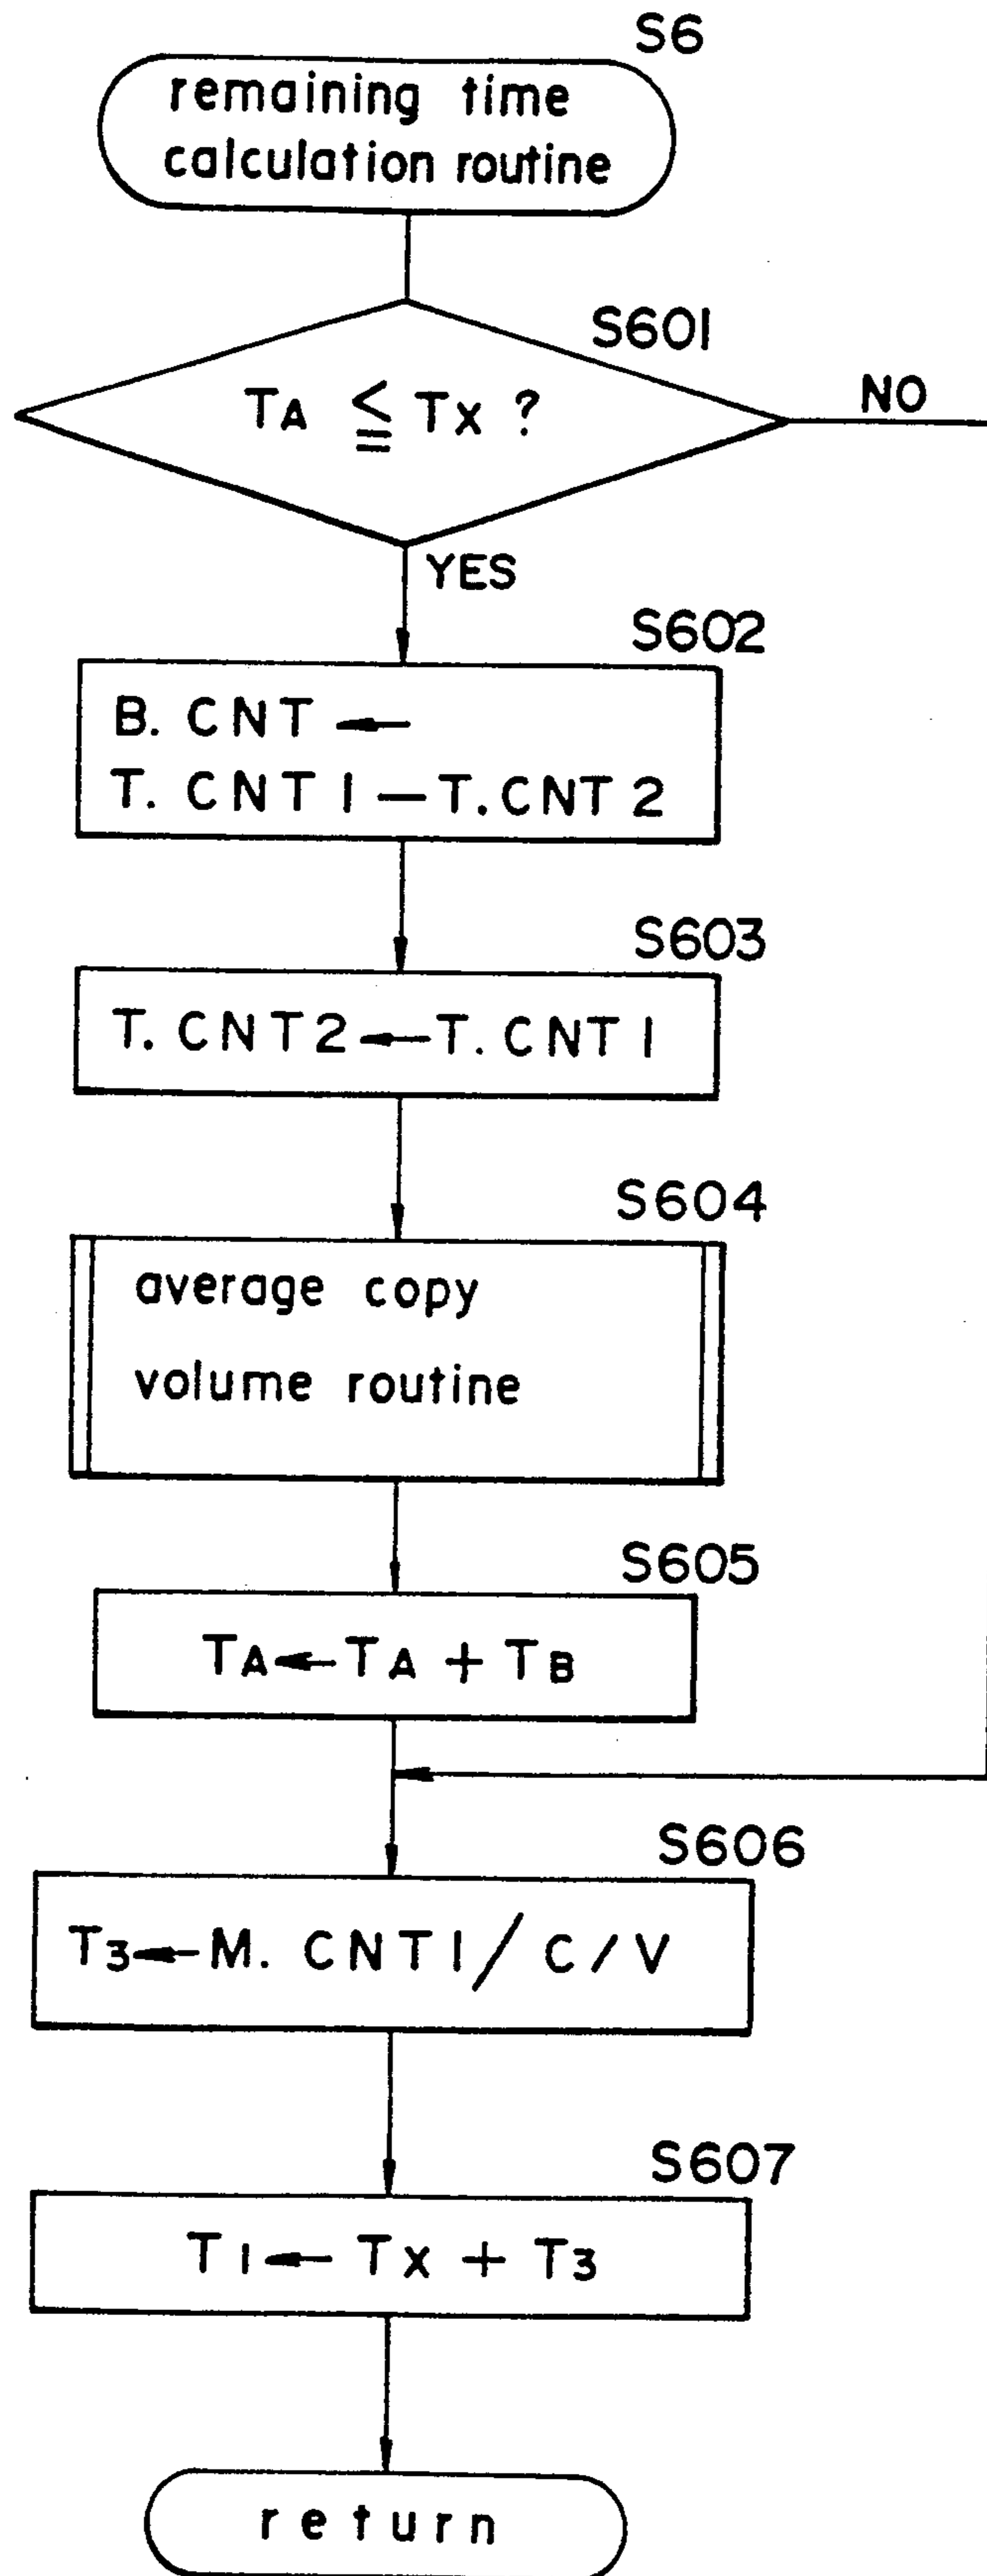 S6
remaining time
calculation routine
S601
TA ≦ TX ?
NO
YES
S602
B. CNT ←
T. CNT 1 — T. CNT 2
S603
T. CNT2 ← T. CNT 1
S604
average copy
volume routine
S605
TA ← TA + TB
S606
T3 ← M. CNT1 / C / V
S607
T1 ← TX + T3
return